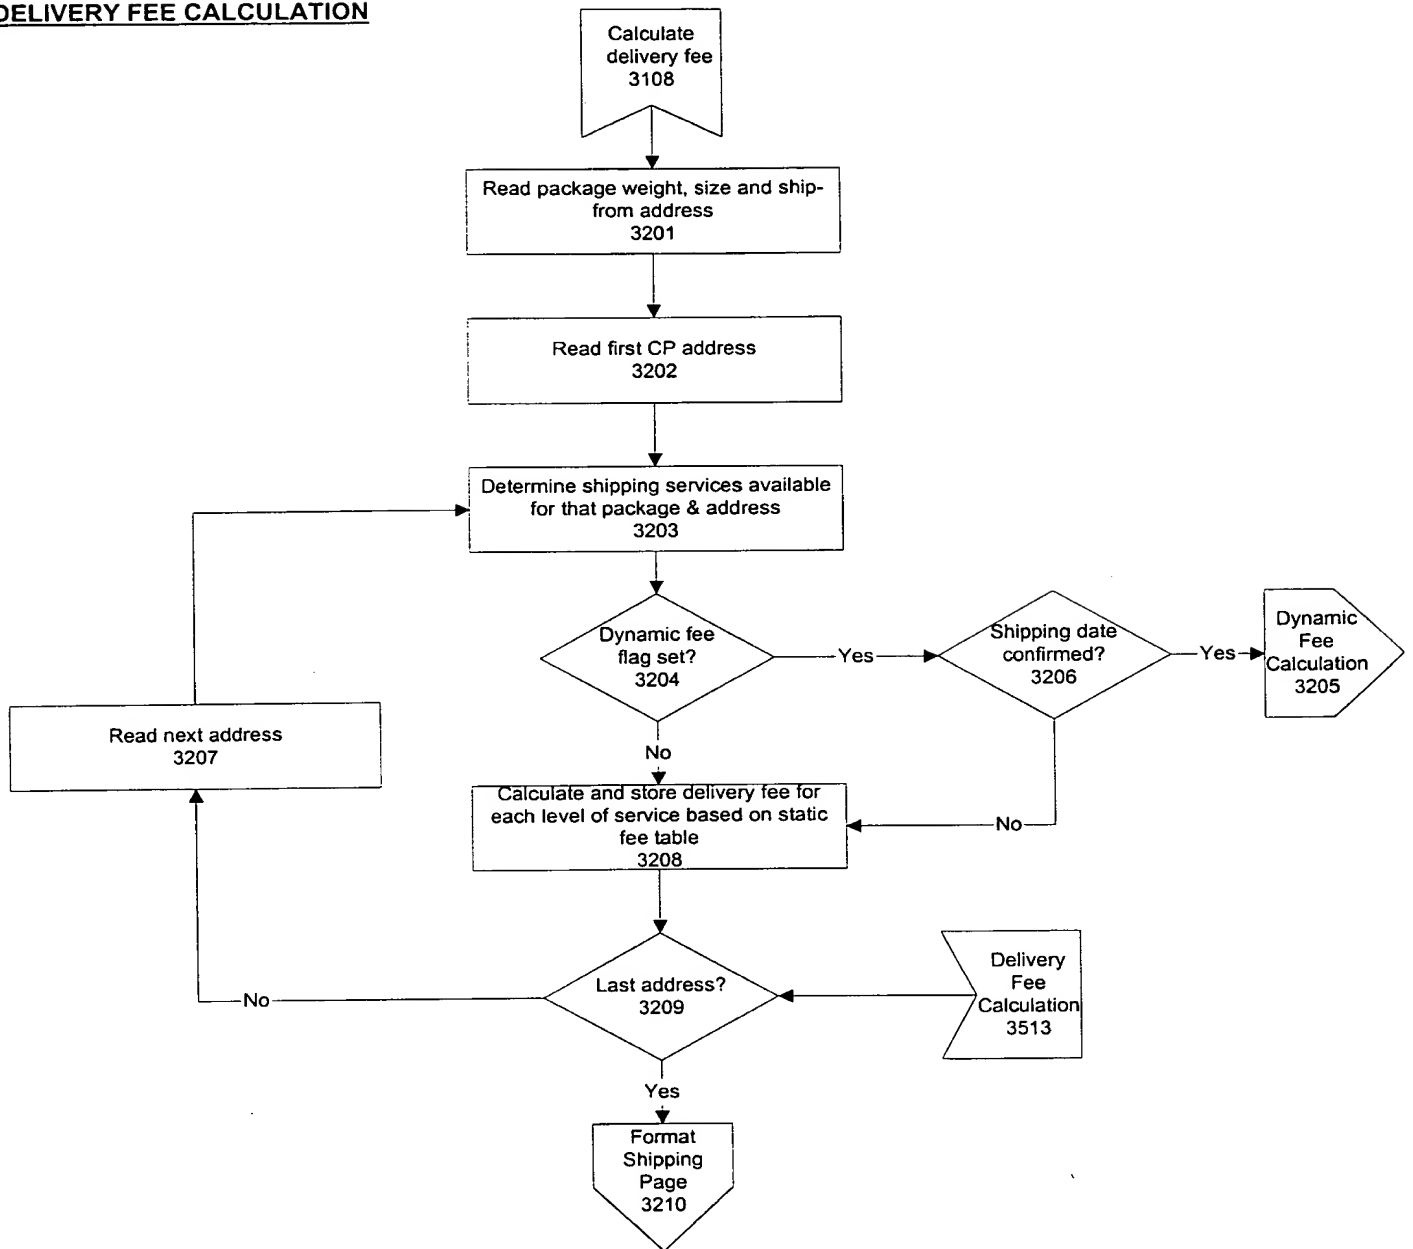 DELIVERY FEE CALCULATION
Calculate
delivery fee
3108
Read package weight, size and ship-
from address
3201
Read first CP address
3202
Determine shipping services available
for that package & address
3203
Dynamic fee
flag set?
3204
Yes
Shipping date
confirmed?
3206
Yes
Dynamic
Fee
Calculation
3205
Read next address
3207
No
Calculate and store delivery fee for
each level of service based on static
fee table
3208
No
Last address?
3209
No
Delivery
Fee
Calculation
3513
Yes
Format
Shipping
Page
3210